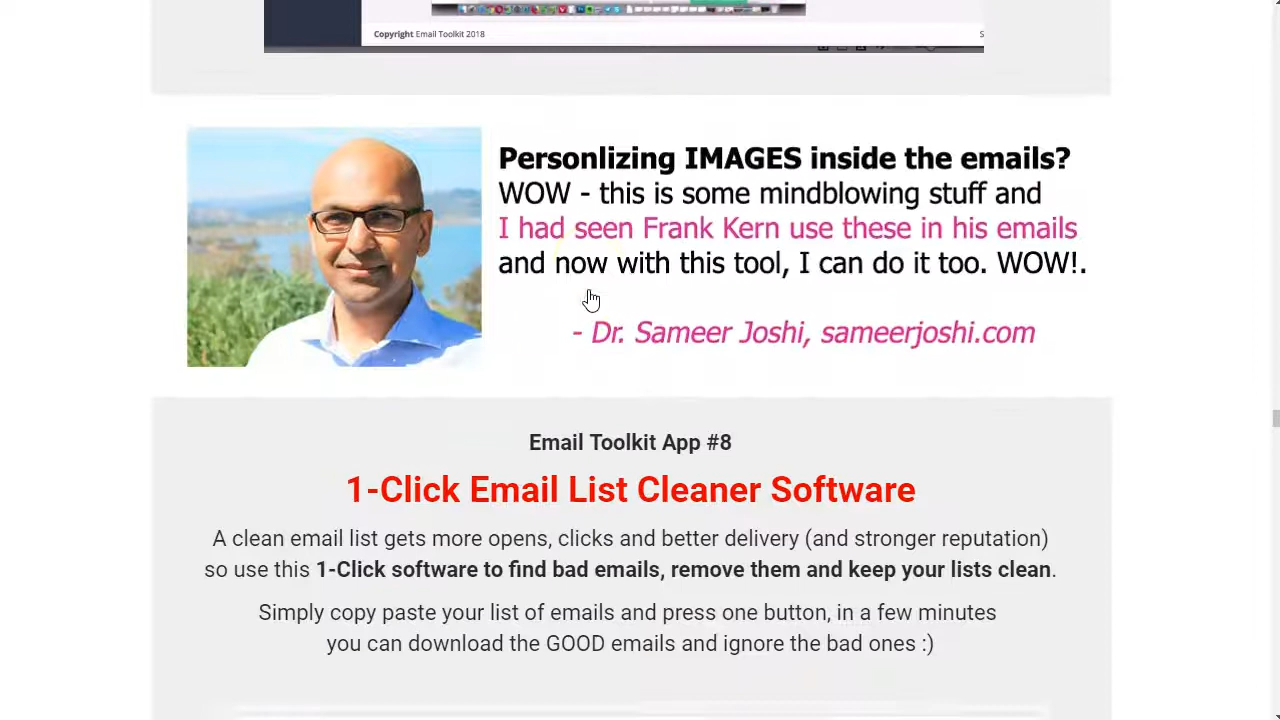 Copyright Email Toolkit 2018
S
Personlizing IMAGES inside the emails?
WOW - this is some mindblowing stuff and
I had seen Frank Kern use these in his emails
and now with this tool, I can do it too. WOW!.
- Dr. Sameer Joshi, sameerjoshi.com
Email Toolkit App #8
1-Click Email List Cleaner Software
A clean email list gets more opens, clicks and better delivery (and stronger reputation)
so use this 1-Click software to find bad emails, remove them and keep your lists clean.
Simply copy paste your list of emails and press one button, in a few minutes
you can download the GOOD emails and ignore the bad ones :)